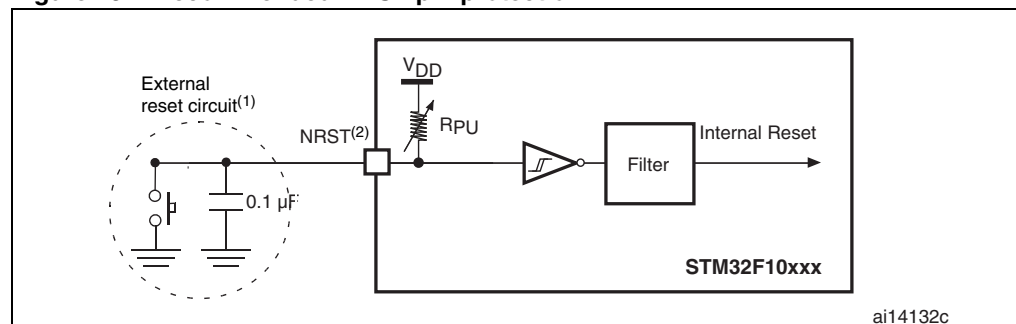 VDD
External
reset circuit(1)
NRST(2)
RPU
Internal Reset
Filter
0.1 µF
STM32F10xxx
ai14132c